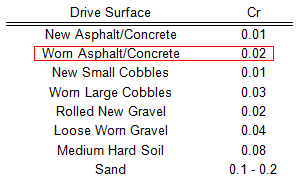 Drive Surface Cr
New Asphalt/Concrete 0.01
Worn Asphalt/Concrete 0.02
New Small Cobbles 0.01
Worn Large Cobbles 0.03
Rolled New Gravel 0.02
Loose Worn Gravel 0.04
Medium Hard Soil 0.08
Sand 0.1 - 0.2